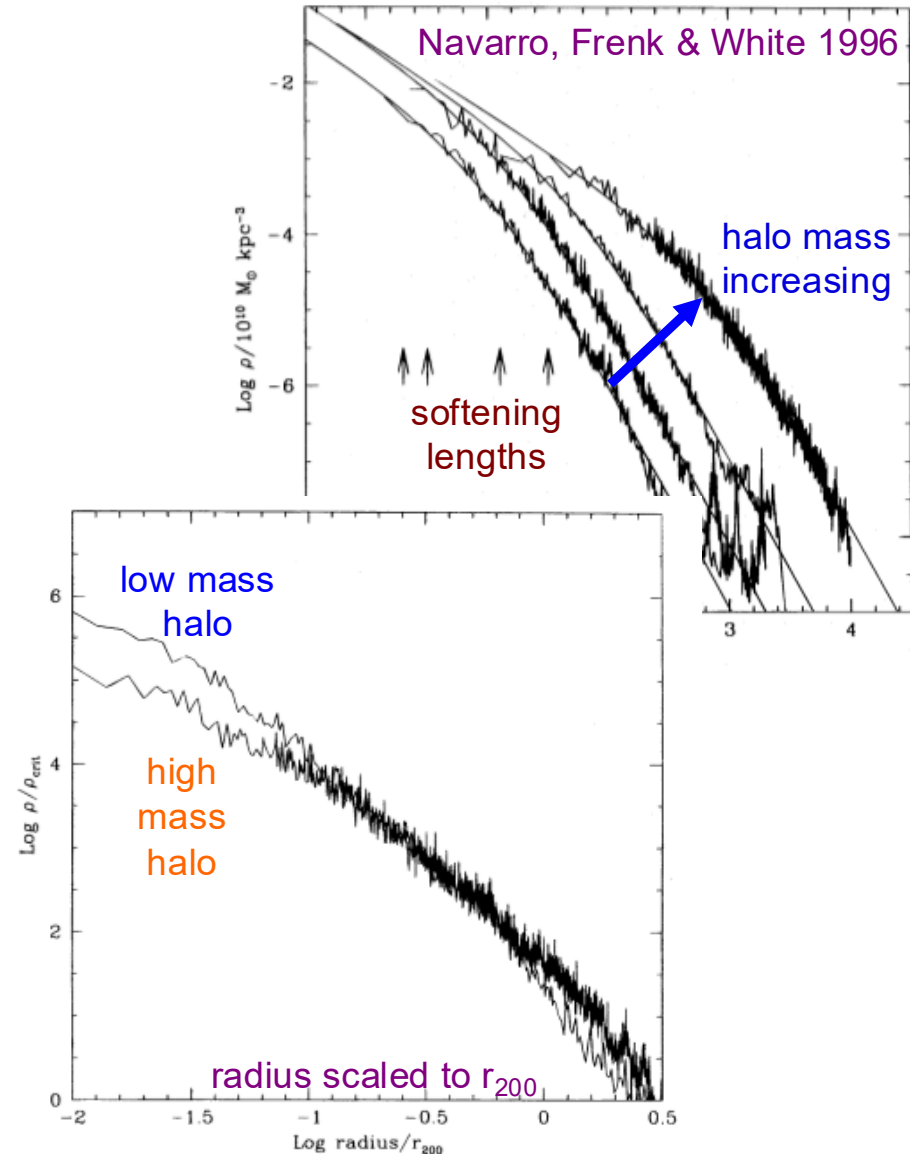 Navarro, Frenk & White 1996
-2
-4
-6
Log ρ/10¹⁰ M⊙ kpc⁻³
halo mass
increasing
softening
lengths
3
4
low mass
halo
high
mass
halo
6
4
2
0
Log ρ/ρcrit
radius scaled to r₂₀₀
-2
-1
-0.5
0
0.5
Log radius/r₂₀₀